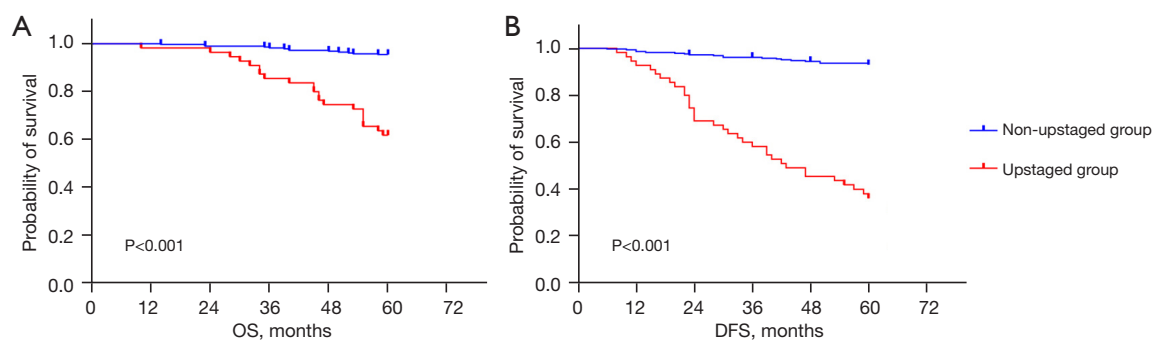 A
1.0
0.8
0.6
0.4
0.2
0.0
Probability of survival
P<0.001
0 12 24 36 48 60 72
OS, months
B
1.0
0.8
0.6
0.4
0.2
0.0
Probability of survival
P<0.001
0 12 24 36 48 60 72
DFS, months
Non-upstaged group
Upstaged group